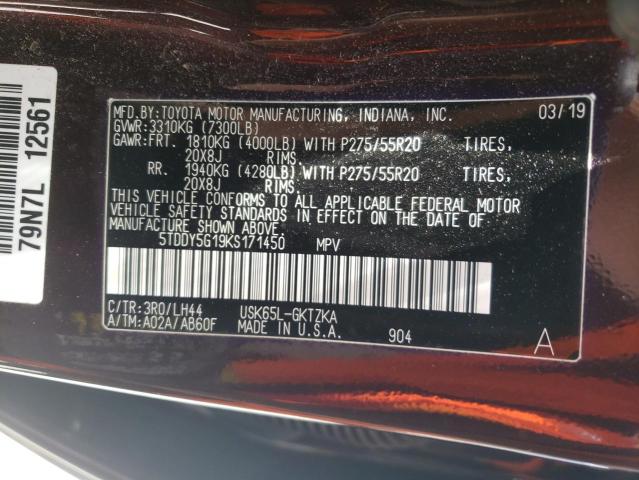 79N7L 12561
MFD.BY:TOYOTA MOTOR MANUFACTURING, INDIANA, INC. 03/19
GVWR:3310KG (7300LB)
GAWR:FRT. 1810KG (4000LB) WITH P275/55R20 TIRES,
20X8J RIMS.
RR. 1940KG (4280LB) WITH P275/55R20 TIRES,
20X8J RIMS.
THIS VEHICLE CONFORMS TO ALL APPLICABLE FEDERAL MOTOR
VEHICLE SAFETY STANDARDS IN EFFECT ON THE DATE OF
MANUFACTURE SHOWN ABOVE.
5TDDY5G19KS171450 MPV
C/TR:3R0/LH44 USK65L-GKTZKA
A/TM:A02A/AB60F MADE IN U.S.A. 904 A